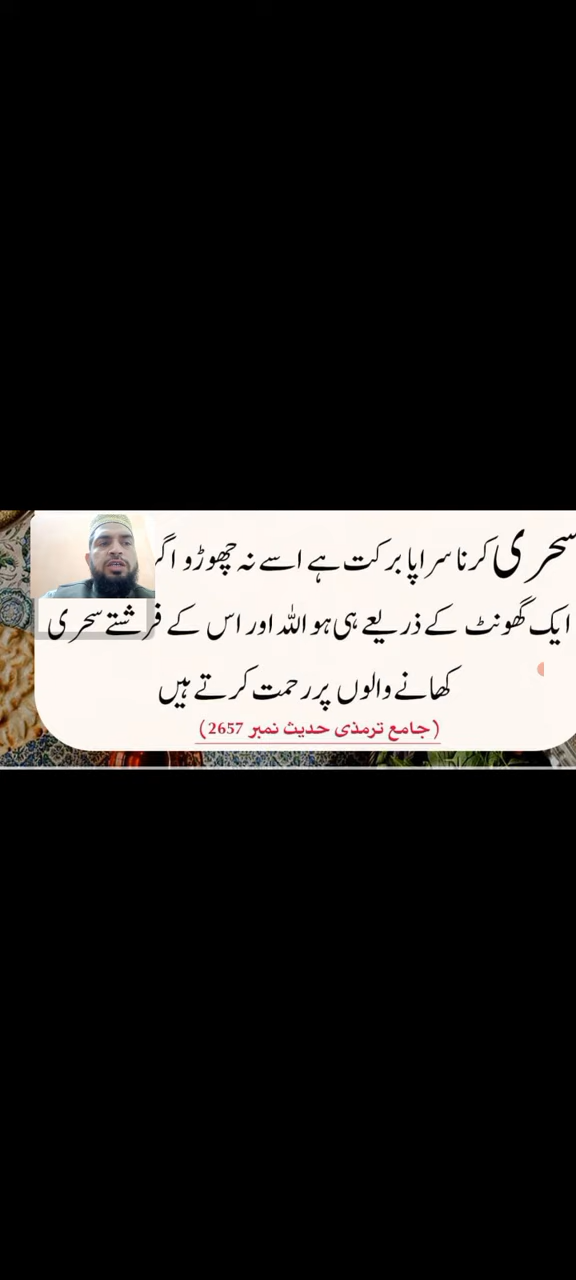 سحری کرنا سراپا برکت ہے اسے نہ چھوڑو اگر
ایک گھونٹ کے ذریعے ہی ہو اللہ اور اس کے فرشتے سحری
کھانے والوں پر رحمت کرتے ہیں
(جامع ترمذی حدیث نمبر 2657)